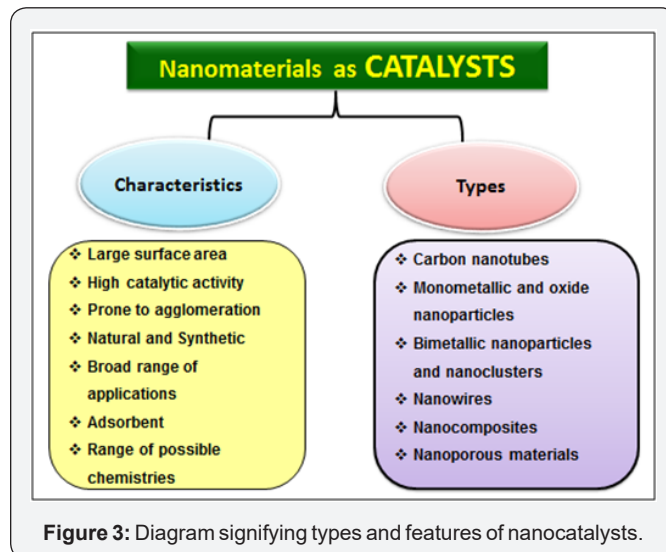 Nanomaterials as CATALYSTS
Characteristics
❖ Large surface area
❖ High catalytic activity
❖ Prone to agglomeration
❖ Natural and Synthetic
❖ Broad range of
applications
❖ Adsorbent
❖ Range of possible
chemistries
Types
❖ Carbon nanotubes
❖ Monometallic and oxide
nanoparticles
❖ Bimetallic nanoparticles
and nanoclusters
❖ Nanowires
❖ Nanocomposites
❖ Nanoporous materials
Figure 3: Diagram signifying types and features of nanocatalysts.